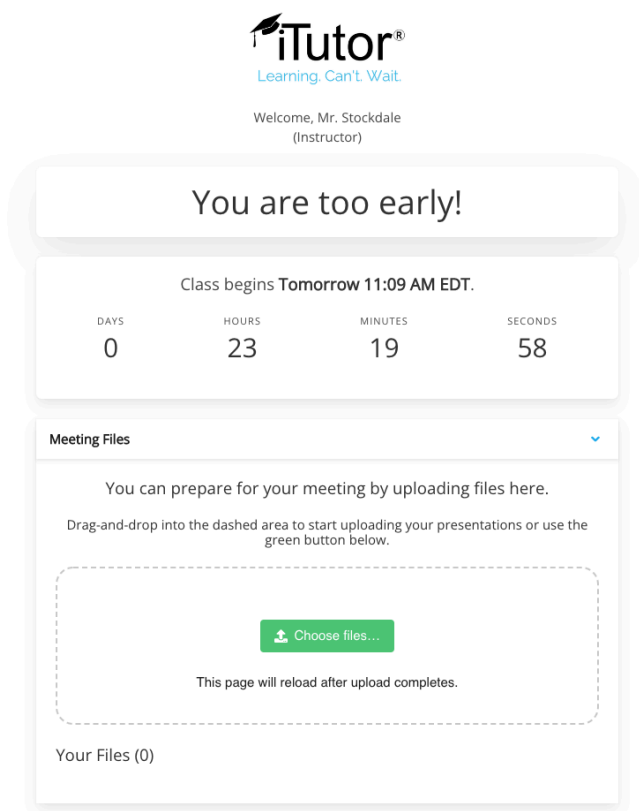 iTutor®
Learning. Can't. Wait.
Welcome, Mr. Stockdale
(Instructor)
You are too early!
Class begins Tomorrow 11:09 AM EDT.
DAYS HOURS MINUTES SECONDS
0 23 19 58
Meeting Files
You can prepare for your meeting by uploading files here.
Drag-and-drop into the dashed area to start uploading your presentations or use the
green button below.
Choose files...
This page will reload after upload completes.
Your Files (0)